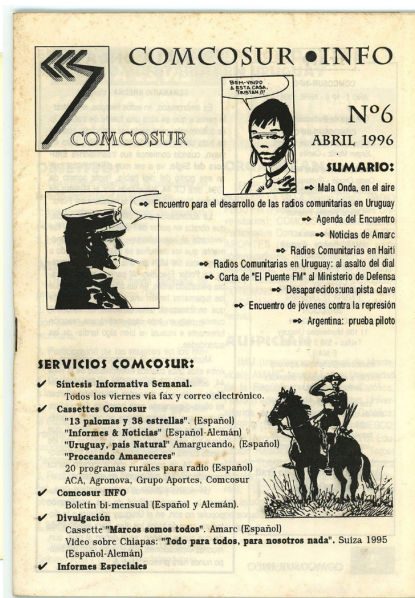 COMCOSUR ●INFO
COMCOSUR
BEM-VINDO
A ESTA CASA,
TRISTAN!!!
Nº6
ABRIL 1996
SUMARIO:
➾ Mala Onda, en el aire
➾ Encuentro para el desarrollo de las radios comunitarias en Uruguay
➾ Agenda del Encuentro
➾ Noticias de Amarc
➾ Radios Comunitarias en Haití
➾ Radios Comunitarias en Uruguay: al asalto del dial
➾ Carta de "El Puente FM" al Ministerio de Defensa
➾ Desaparecidos:una pista clave
➾ Encuentro de jóvenes contra la represión
➾ Argentina: prueba piloto
SERVICIOS COMCOSUR:
✔ Síntesis Informativa Semanal.
Todos los viernes vía fax y correo electrónico.
✔ Cassettes Comcosur
"13 palomas y 38 estrellas". (Español)
"Informes & Noticias" (Español-Alemán)
"Uruguay, país Natural" Amargueando, (Español)
"Proceando Amaneceres"
20 programas rurales para radio (Español)
ACA, Agronova, Grupo Aportes, Comcosur
✔ Comcosur INFO
Boletín bi-mensual (Español y Alemán).
✔ Divulgación
Cassette "Marcos somos todos". Amarc (Español)
Video sobre Chiapas: "Todo para todos, para nosotros nada". Suiza 1995
(Español-Alemán)
✔ Informes Especiales